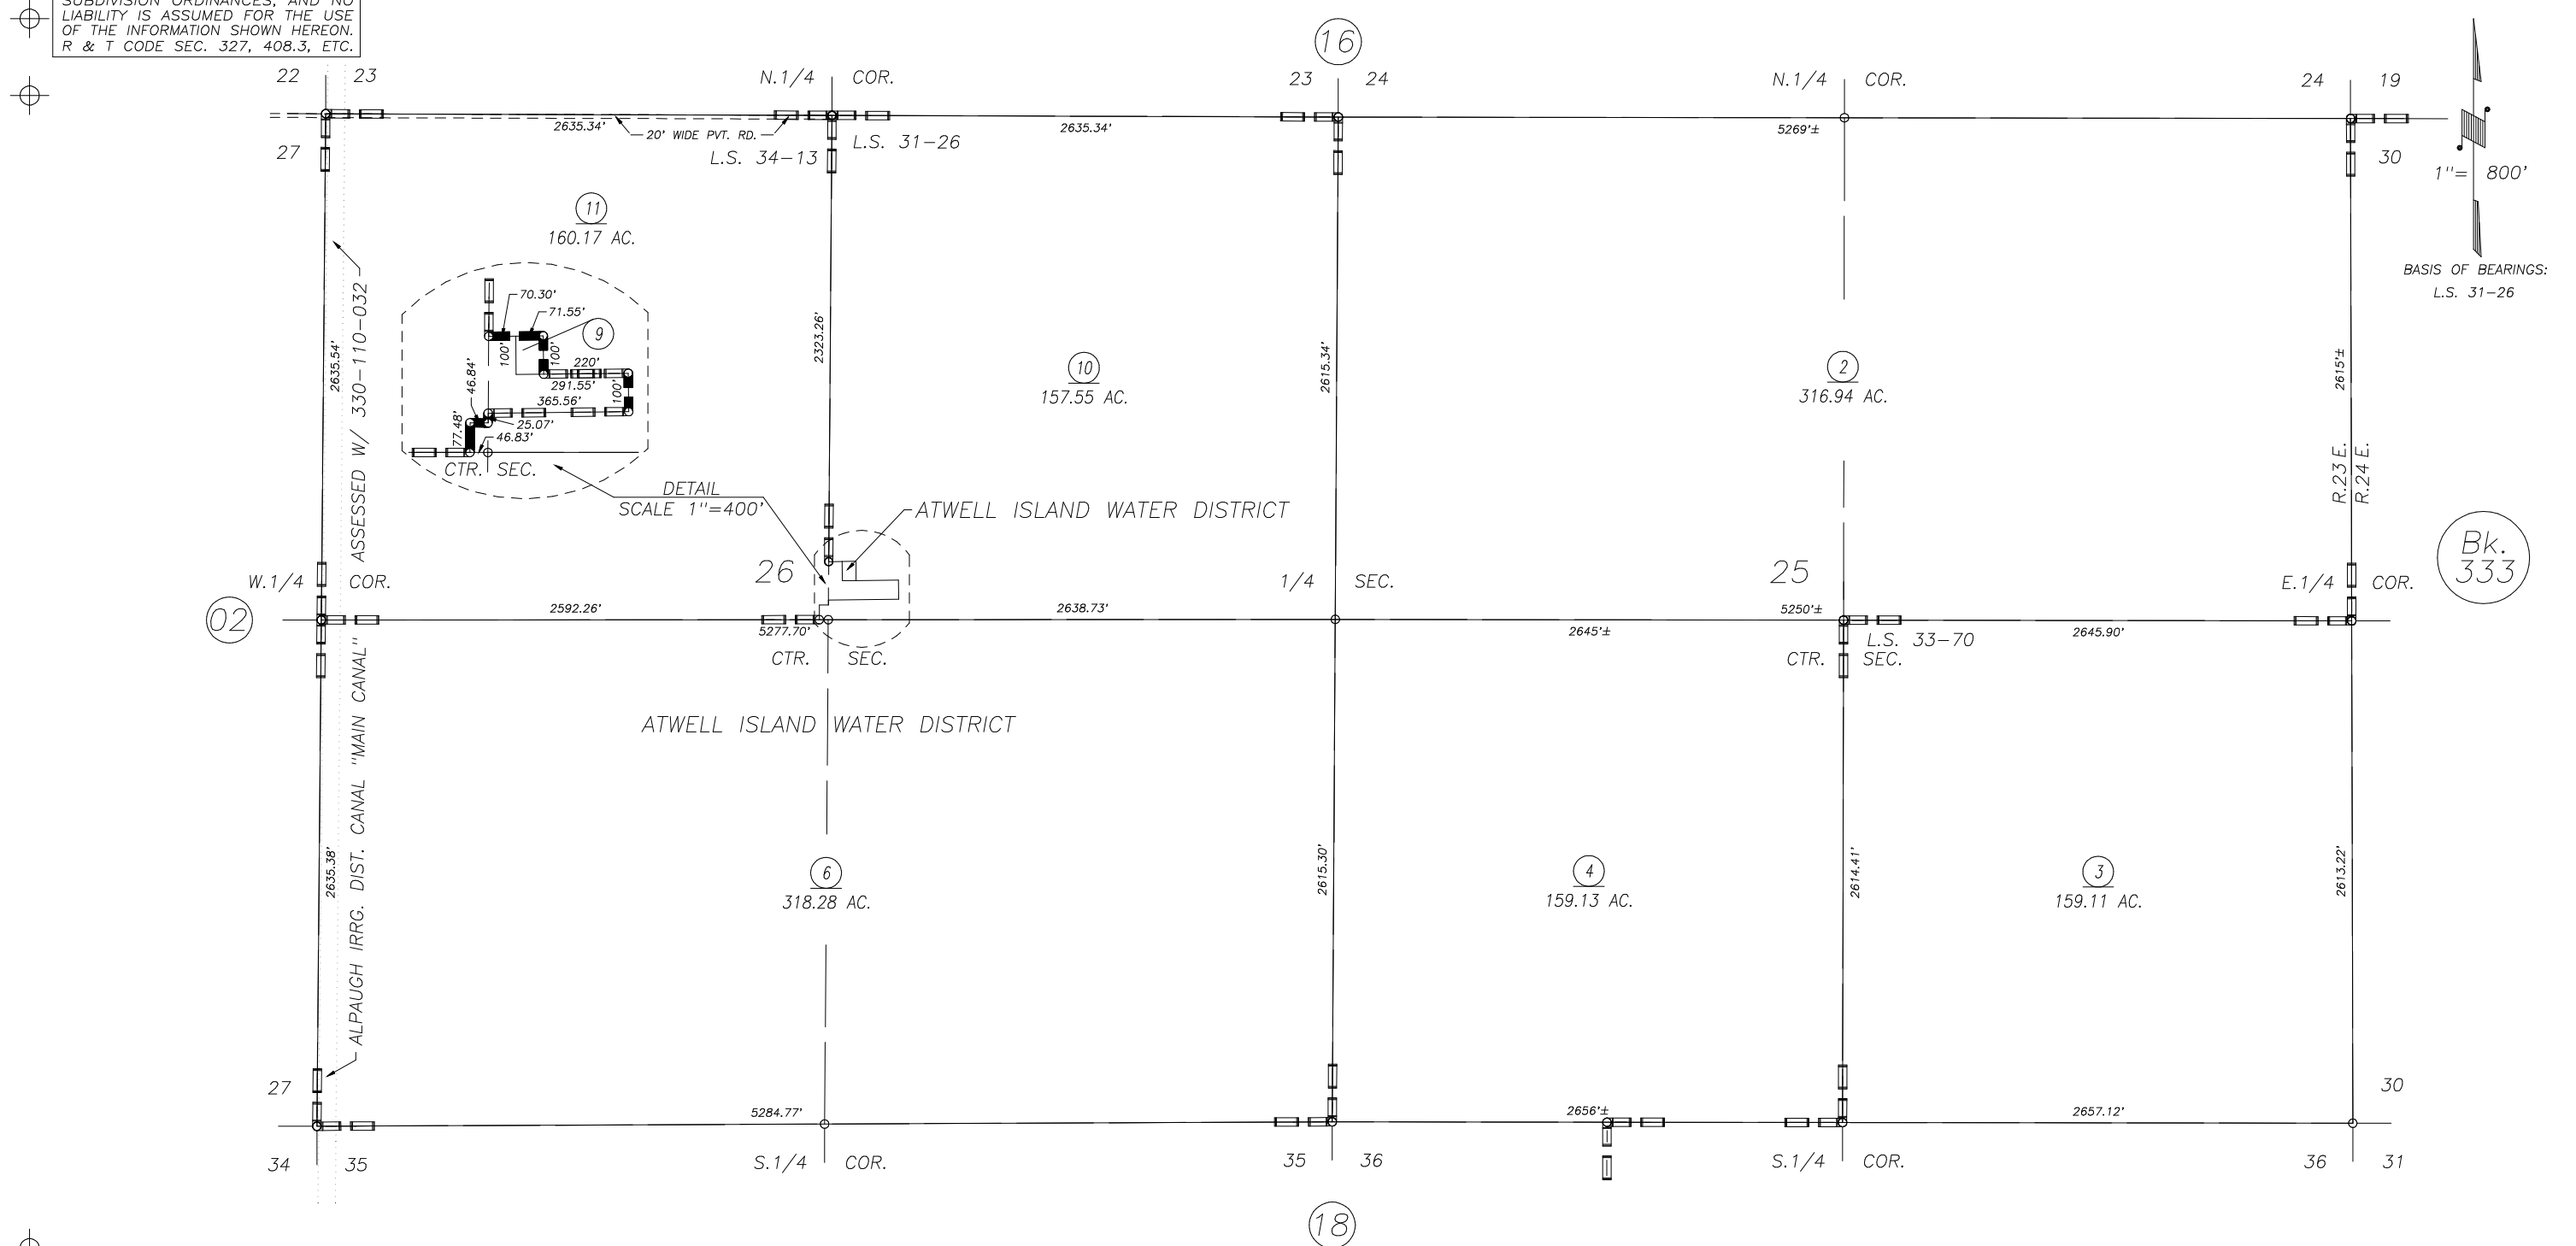 SUBDIVISION ORDINANCES, AND NO
LIABILITY IS ASSUMED FOR THE USE
OF THE INFORMATION SHOWN HEREON.
R & T CODE SEC. 327, 408.3, ETC.
16
22 23
N.1/4 COR.
23 24
N.1/4 COR.
24 19
2635.34'
20' WIDE PVT. RD.
2635.34'
5269'±
27
L.S. 34-13
L.S. 31-26
30
1"= 800'
BASIS OF BEARINGS:
L.S. 31-26
11
160.17 AC.
70.30'
71.55'
9
100'
100'
220'
291.55'
100'
46.84'
365.56'
77.48'
25.07'
46.83'
CTR. SEC.
DETAIL
SCALE 1"=400'
2635.54'
ASSESSED W/ 330-110-032
2323.26'
10
157.55 AC.
2615.34'
2
316.94 AC.
2615'±
R.23 E.
R.24 E.
ATWELL ISLAND WATER DISTRICT
Bk.
333
W.1/4 COR.
26
1/4 SEC.
25
E.1/4 COR.
02
2592.26'
2638.73'
5250'±
5277.70'
2645'±
2645.90'
L.S. 33-70
CTR. SEC.
CTR. SEC.
ATWELL ISLAND WATER DISTRICT
ALPAUGH IRRG. DIST. CANAL "MAIN CANAL"
2635.38'
6
318.28 AC.
2615.30'
4
159.13 AC.
2614.41'
3
159.11 AC.
2613.22'
27
30
5284.77'
2656'±
2657.12'
34 35
S.1/4 COR.
35 36
S.1/4 COR.
36 31
18